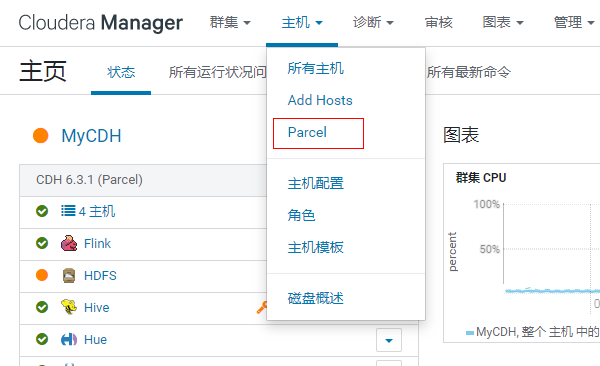 Cloudera Manager 群集 主机 诊断 审核 图表 管理
主页 状态 所有运行状况问 所有最新命令
所有主机
Add Hosts
Parcel
主机配置
角色
主机模板
磁盘概述
MyCDH
CDH 6.3.1 (Parcel)
4 主机
Flink
HDFS
Hive
Hue
图表
群集 CPU
percent
100%
50%
0
MyCDH, 整个 主机 中的